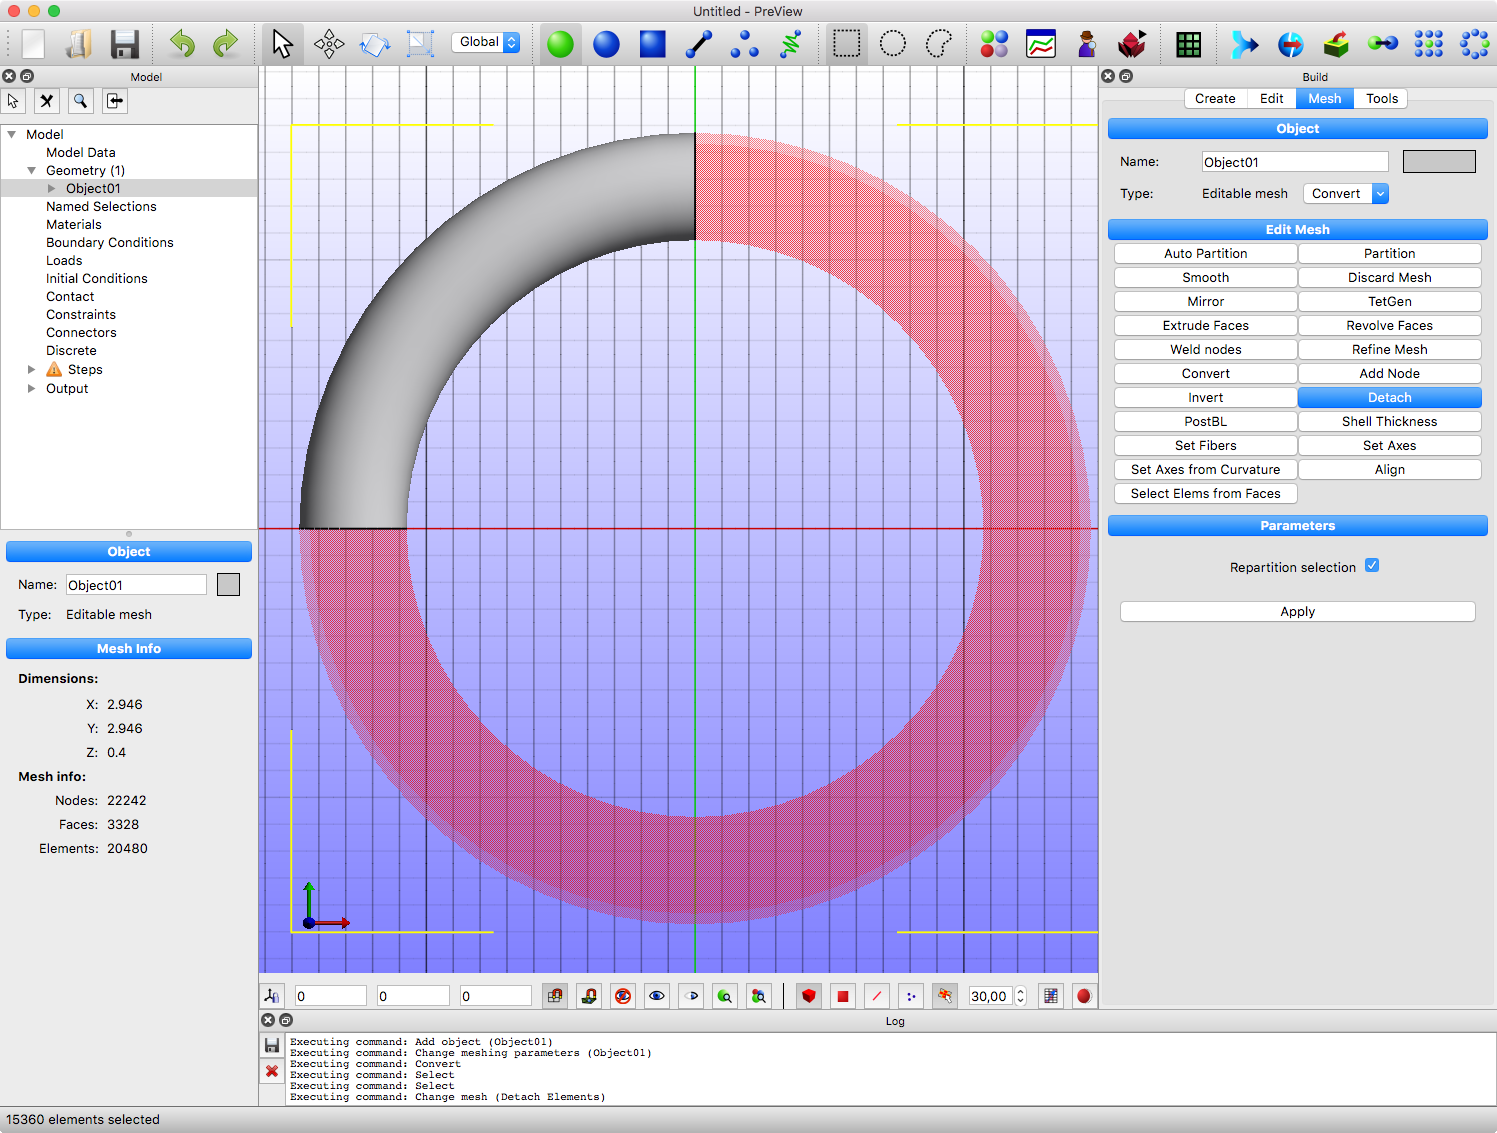 Untitled - PreView
Global
Model
Model
Model Data
Geometry (1)
Object01
Named Selections
Materials
Boundary Conditions
Loads
Initial Conditions
Contact
Constraints
Connectors
Discrete
Steps
Output
Object
Name: Object01
Type: Editable mesh
Mesh Info
Dimensions:
X: 2.946
Y: 2.946
Z: 0.4
Mesh info:
Nodes: 22242
Faces: 3328
Elements: 20480
0 0 0
30,00
Build
Create Edit Mesh Tools
Object
Name: Object01
Type: Editable mesh Convert
Edit Mesh
Auto Partition Partition
Smooth Discard Mesh
Mirror TetGen
Extrude Faces Revolve Faces
Weld nodes Refine Mesh
Convert Add Node
Invert Detach
PostBL Shell Thickness
Set Fibers Set Axes
Set Axes from Curvature Align
Select Elems from Faces
Parameters
Repartition selection
Apply
Log
Executing command: Add object (Object01)
Executing command: Change meshing parameters (Object01)
Executing command: Convert
Executing command: Select
Executing command: Select
Executing command: Change mesh (Detach Elements)
15360 elements selected